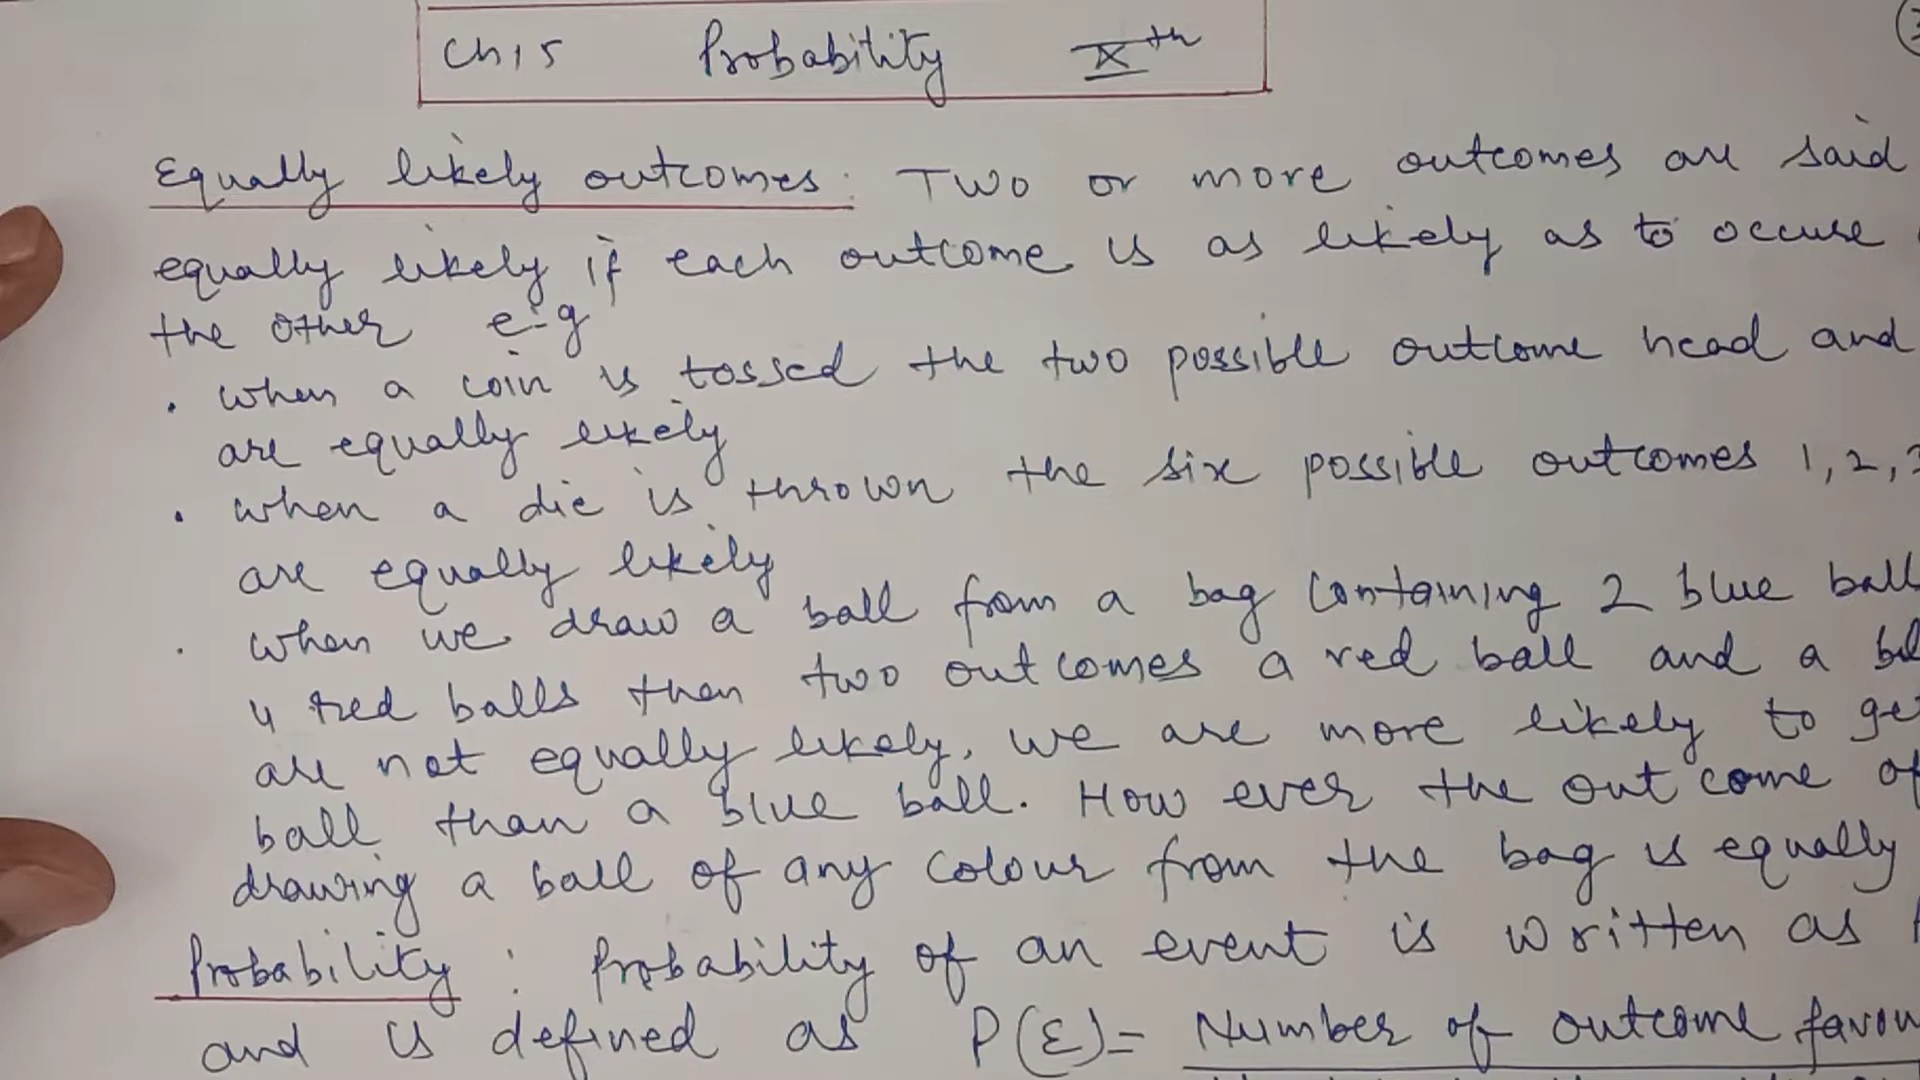 Ch 15 Probability Xth
Equally likely outcomes: Two or more outcomes are said
equally likely if each outcome is as likely as to occuse
the other e-g
. when a coin is tossed the two possible outcome head and
are equally likely
. when a die is thrown the six possible outcomes 1, 2,
are equally likely
. when we draw a ball from a bag containing 2 blue ball
4 red balls then two outcomes a red ball and a
are not equally likely, we are more likely to get
ball than a blue ball. How ever the out come of
drawing a ball of any colour from the bag is equally
Probability : Probability of an event is written as
and is defined as P(E)= Number of outcome favou